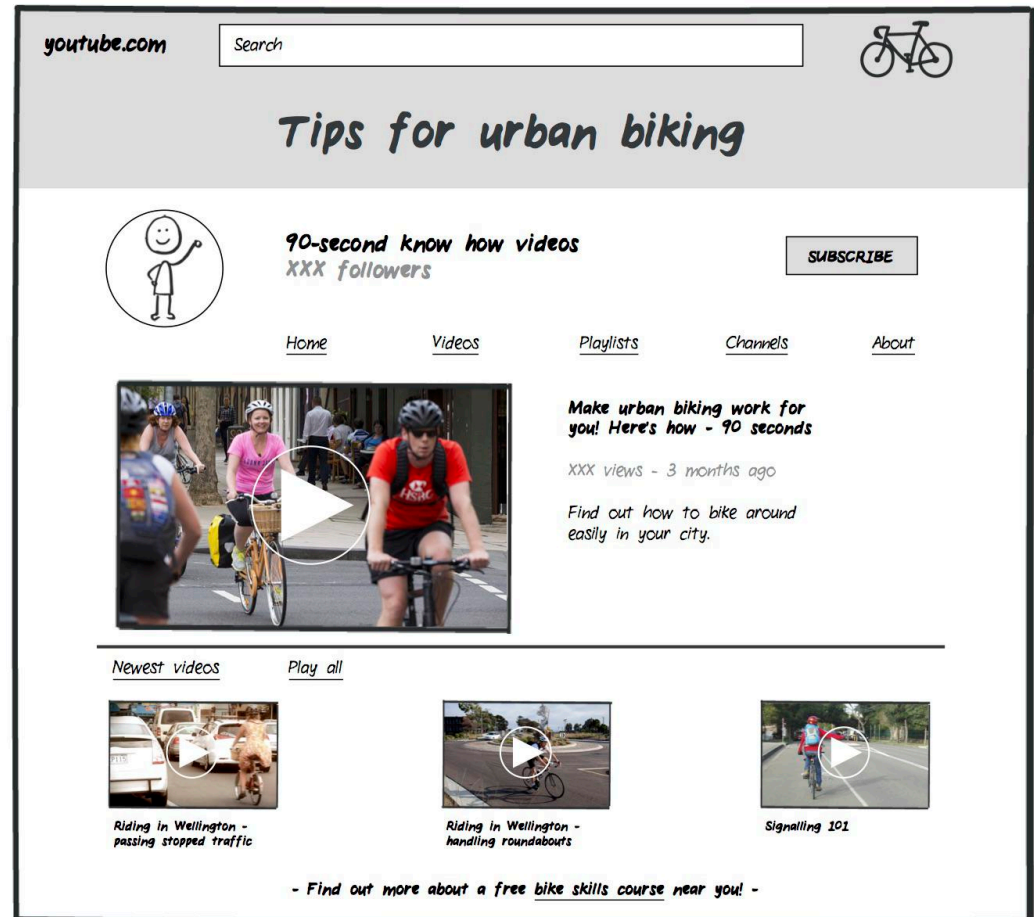 youtube.com
Search
Tips for urban biking
90-second know how videos
XXX followers
SUBSCRIBE
Home
Videos
Playlists
Channels
About
HSBC
Make urban biking work for
you! Here's how - 90 seconds
XXX views - 3 months ago
Find out how to bike around
easily in your city.
Newest videos
Play all
Riding in Wellington -
passing stopped traffic
Riding in Wellington -
handling roundabouts
Signalling 101
- Find out more about a free bike skills course near you! -